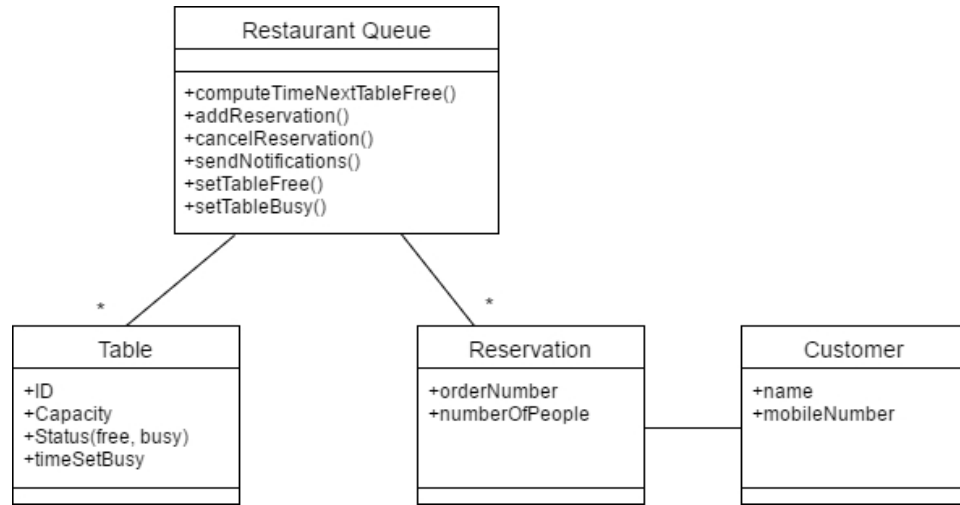 Restaurant Queue
+computeTimeNextTableFree()
+addReservation()
+cancelReservation()
+sendNotifications()
+setTableFree()
+setTableBusy()
*
*
Table
+ID
+Capacity
+Status(free, busy)
+timeSetBusy
Reservation
+orderNumber
+numberOfPeople
Customer
+name
+mobileNumber